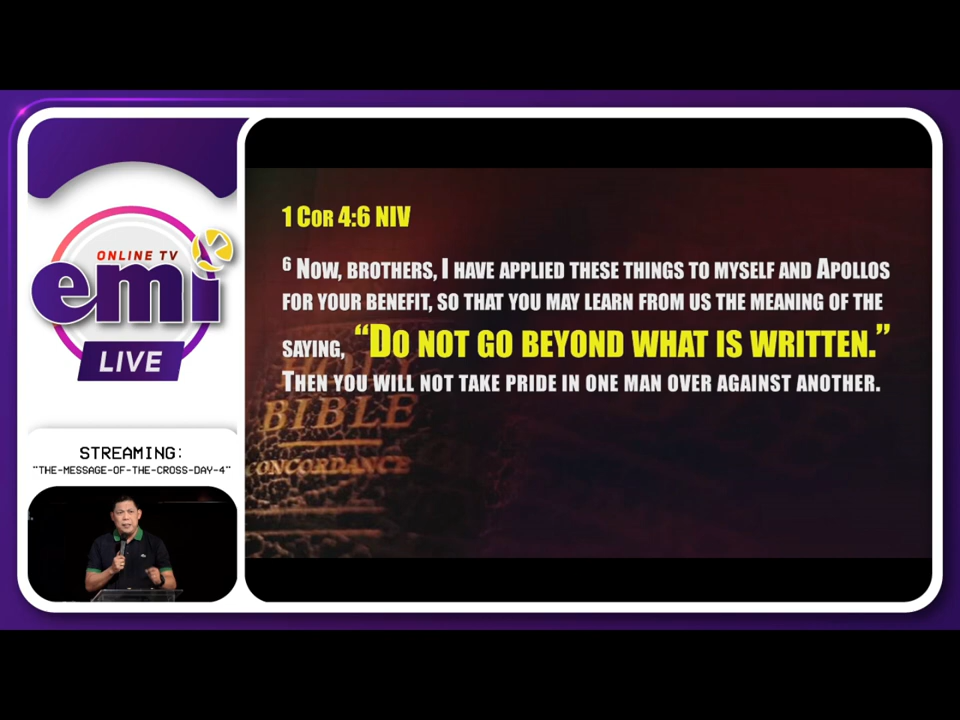 ONLINE TV
emi
LIVE
STREAMING:
"THE-MESSAGE-OF-THE-CROSS-DAY-4"
1 COR 4:6 NIV
6 NOW, BROTHERS, I HAVE APPLIED THESE THINGS TO MYSELF AND APOLLOS
FOR YOUR BENEFIT, SO THAT YOU MAY LEARN FROM US THE MEANING OF THE
SAYING, “DO NOT GO BEYOND WHAT IS WRITTEN.”
THEN YOU WILL NOT TAKE PRIDE IN ONE MAN OVER AGAINST ANOTHER.
HOLY
BIBLE
CONCORDANCE